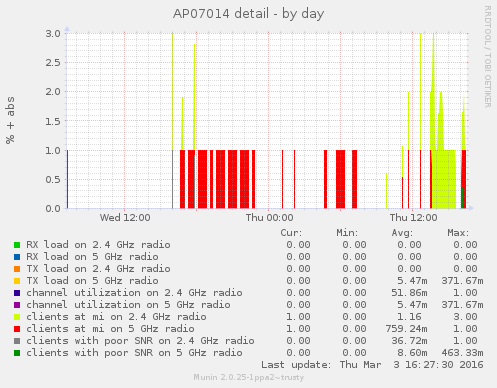 AP07014 detail - by day
RRDTOOL / TOBI OETIKER
% + abs
3.0
2.5
2.0
1.5
1.0
0.5
0.0
Wed 12:00 Thu 00:00 Thu 12:00
Cur: Min: Avg: Max:
RX load on 2.4 GHz radio 0.00 0.00 0.00 0.00
RX load on 5 GHz radio 0.00 0.00 0.00 0.00
TX load on 2.4 GHz radio 0.00 0.00 0.00 0.00
TX load on 5 GHz radio 0.00 0.00 5.47m 371.67m
channel utilization on 2.4 GHz radio 0.00 0.00 51.86m 1.00
channel utilization on 5 GHz radio 0.00 0.00 5.47m 371.67m
clients at mi on 2.4 GHz radio 1.00 0.00 1.16 3.00
clients at mi on 5 GHz radio 1.00 0.00 759.24m 1.00
clients with poor SNR on 2.4 GHz radio 0.00 0.00 36.72m 1.00
clients with poor SNR on 5 GHz radio 0.00 0.00 8.60m 463.33m
Last update: Thu Mar 3 16:27:30 2016
Munin 2.0.25-1ppa2~trusty